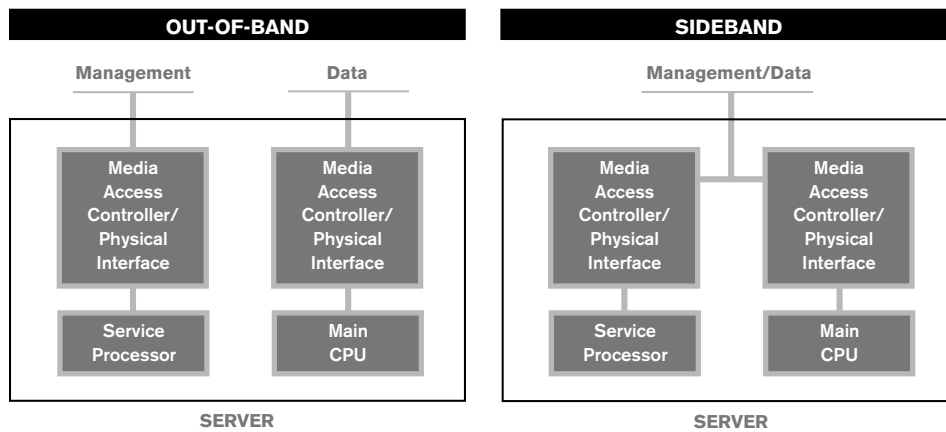 OUT-OF-BAND
Management
Data
Media
Access
Controller/
Physical
Interface
Media
Access
Controller/
Physical
Interface
Service
Processor
Main
CPU
SERVER
SIDEBAND
Management/Data
Media
Access
Controller/
Physical
Interface
Media
Access
Controller/
Physical
Interface
Service
Processor
Main
CPU
SERVER